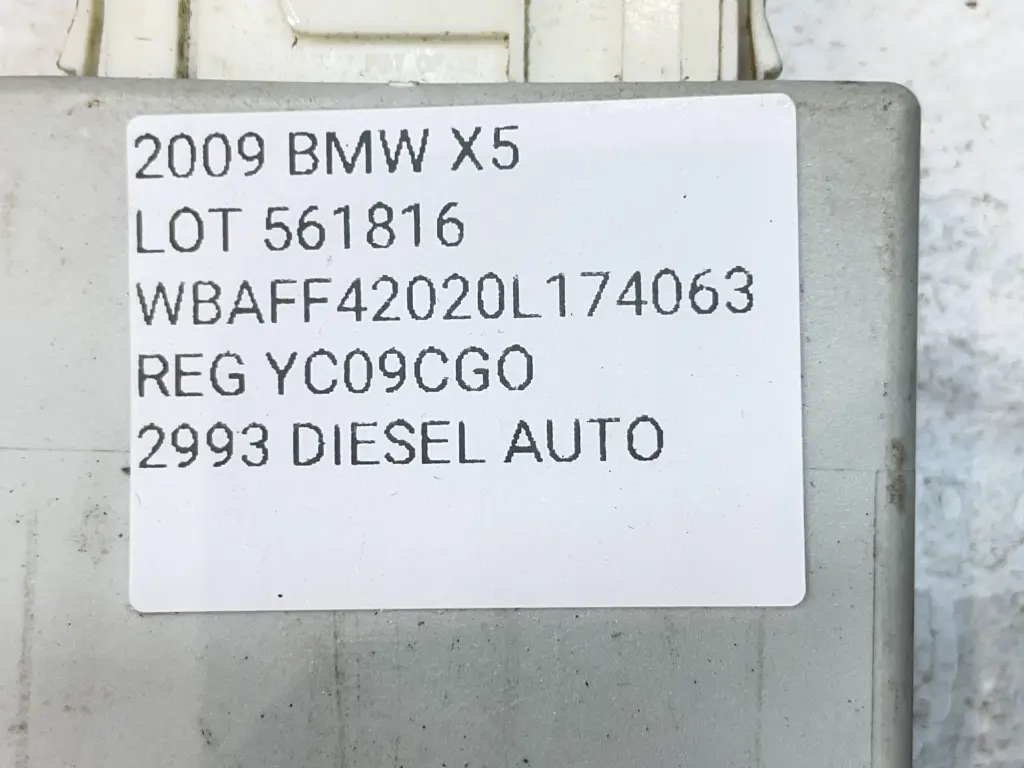 2009 BMW X5
LOT 561816
WBAFF42020L174063
REG YC09CGO
2993 DIESEL AUTO